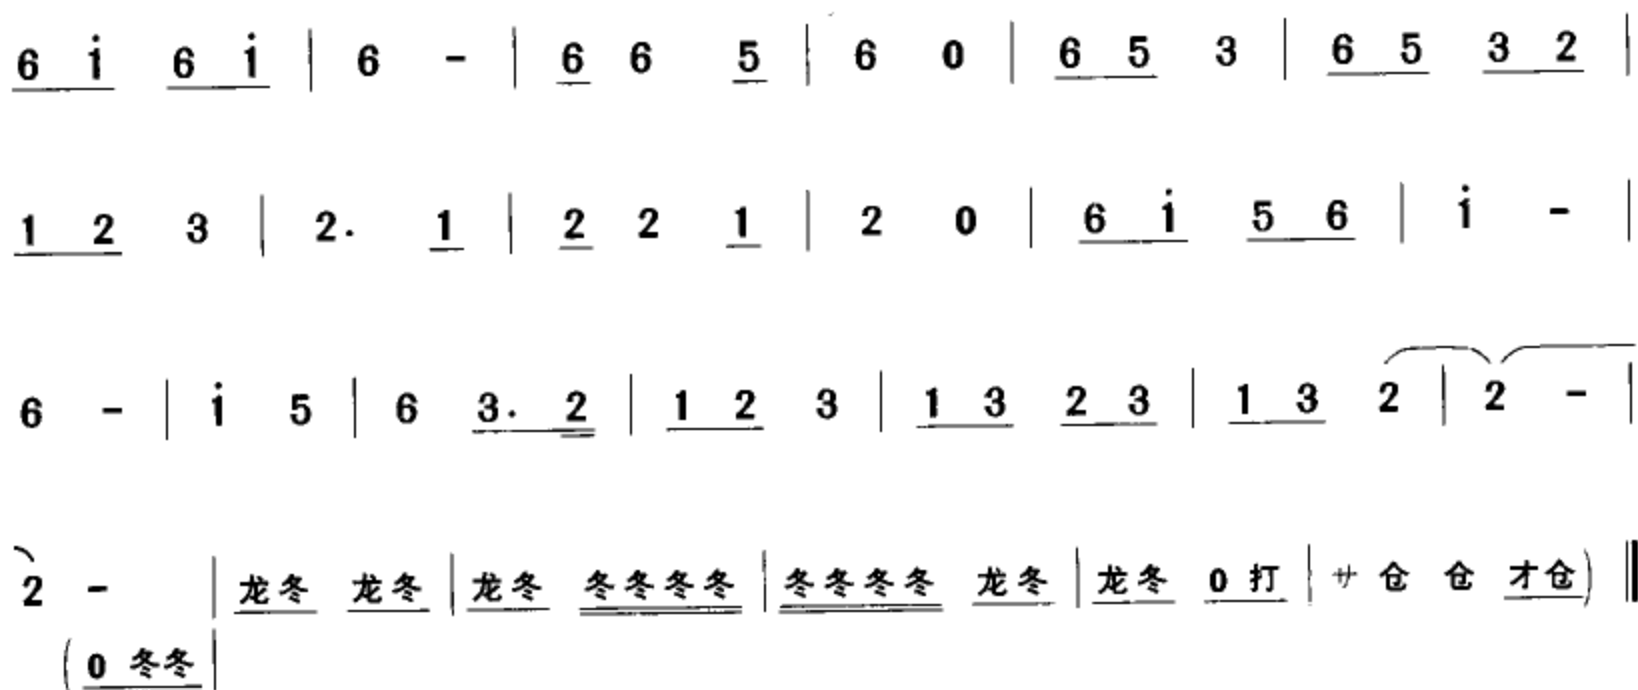 6 i̇ 6 i̇ | 6 - | 6 6 5 | 6 0 | 6 5 3 | 6 5 3 2 |
1 2 3 | 2. 1 | 2 2 1 | 2 0 | 6 i̇ 5 6 | i̇ - |
6 - | i̇ 5 | 6 3. 2 | 1 2 3 | 1 3 2 3 | 1 3 2 | 2 - |
2 - | 龙冬 龙冬 | 龙冬 冬冬冬冬 | 冬冬冬冬 龙冬 | 龙冬 0 打 | サ 仓 仓 才仓) ‖
(0 冬冬 |